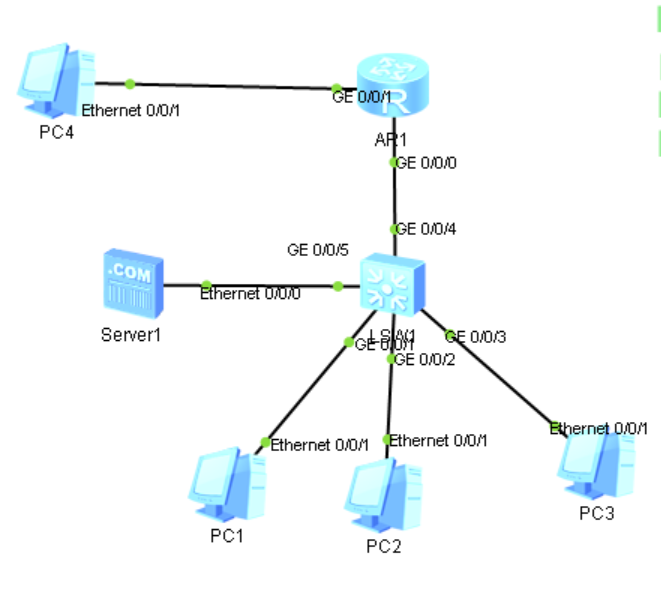 Ethernet 0/0/1
PC4
GE 0/0/1
R
AR1
GE 0/0/0
GE 0/0/4
GE 0/0/5
.COM
Ethernet 0/0/0
Server1
LSW1
GE 0/0/1
GE 0/0/2
GE 0/0/3
Ethernet 0/0/1
Ethernet 0/0/1
Ethernet 0/0/1
PC1
PC2
PC3